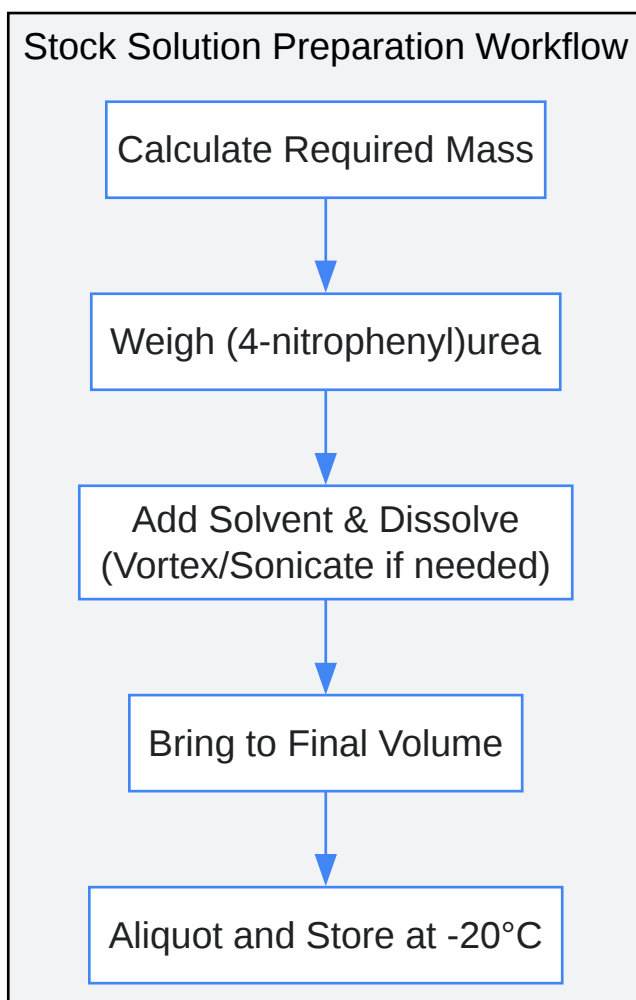 Stock Solution Preparation Workflow
Calculate Required Mass
Weigh (4-nitrophenyl)urea
Add Solvent & Dissolve
(Vortex/Sonicate if needed)
Bring to Final Volume
Aliquot and Store at -20°C